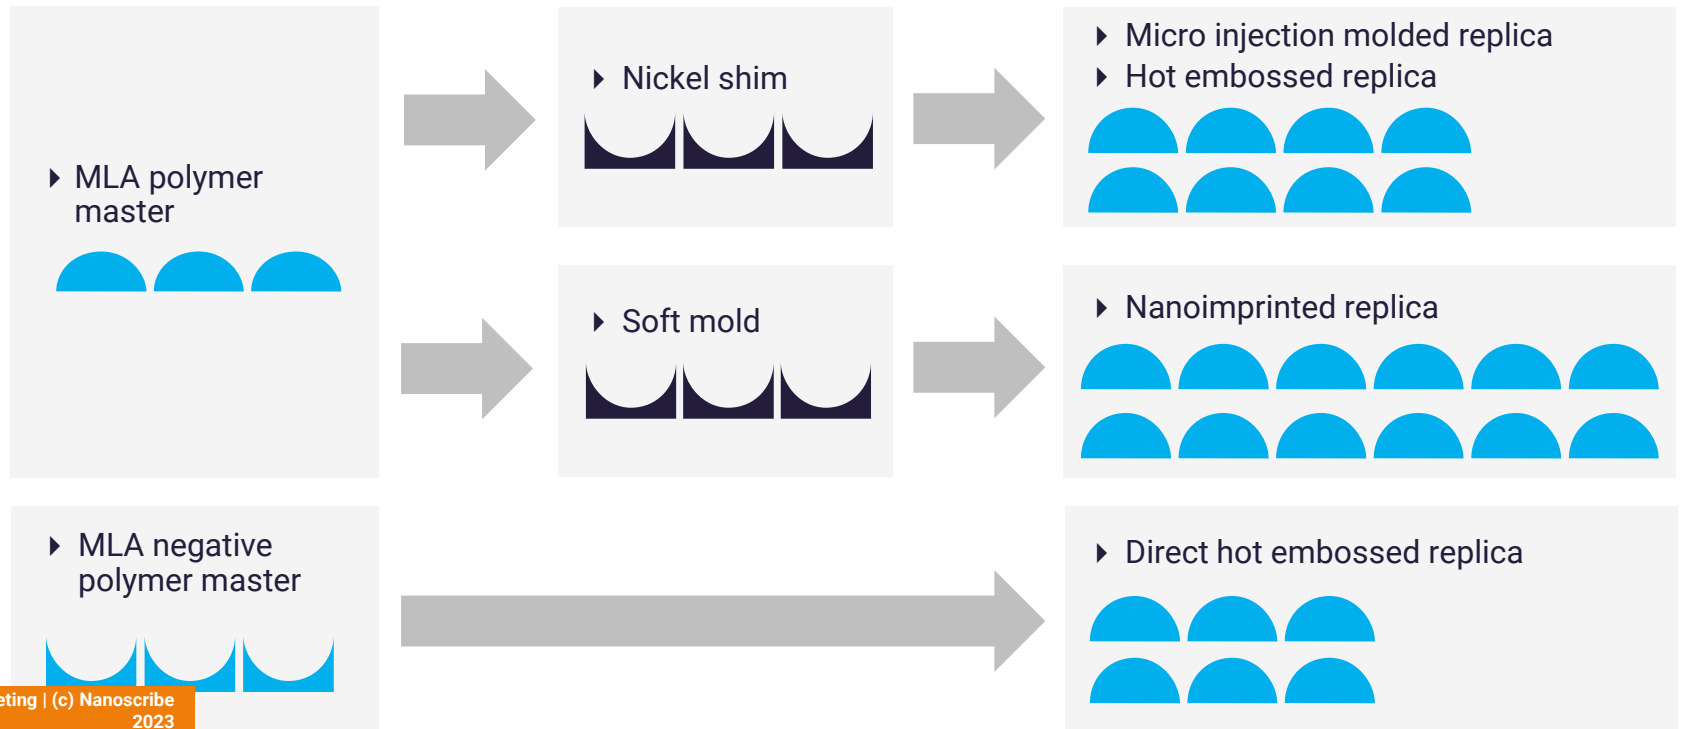 MLA polymer
master
Nickel shim
Micro injection molded replica
Hot embossed replica
Soft mold
Nanoimprinted replica
MLA negative
polymer master
Direct hot embossed replica
| (c) Nanoscribe
2023